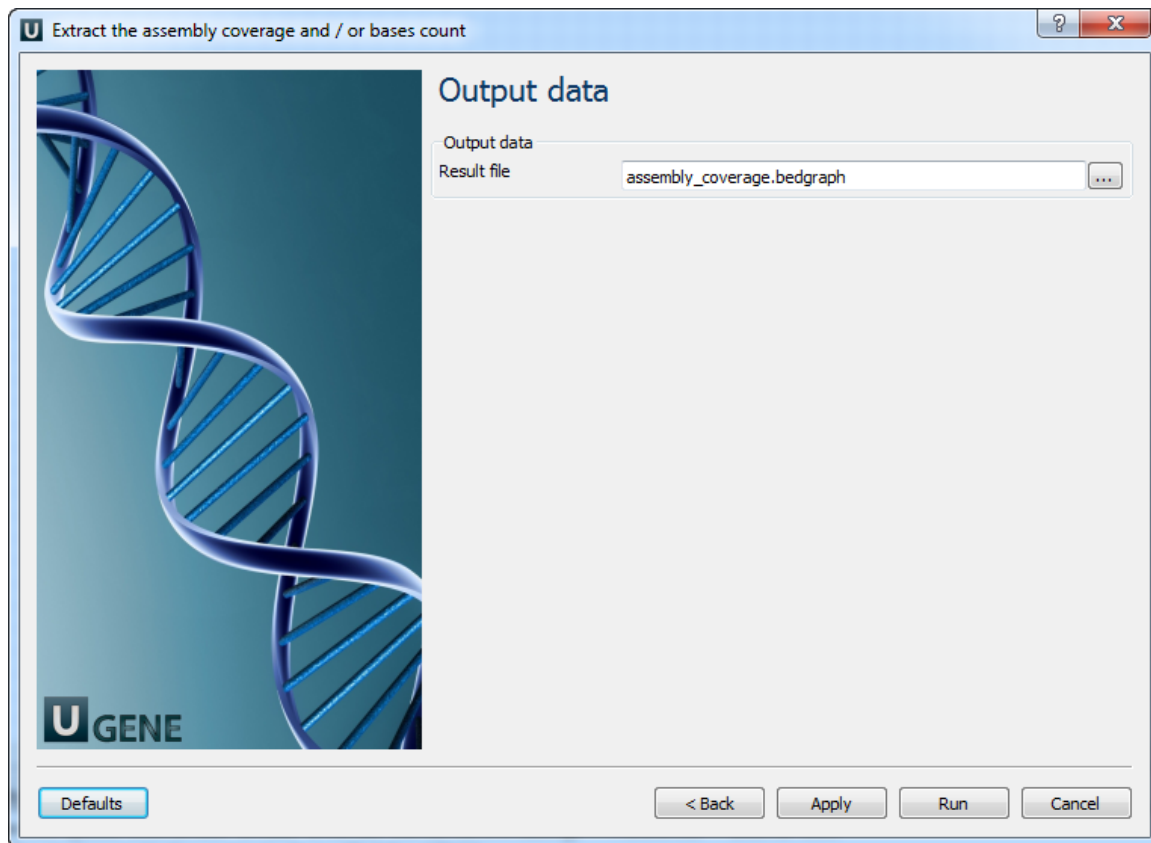 U Extract the assembly coverage and / or bases count
?
X
Output data
Output data
Result file
assembly_coverage.bedgraph
...
U GENE
Defaults
< Back
Apply
Run
Cancel